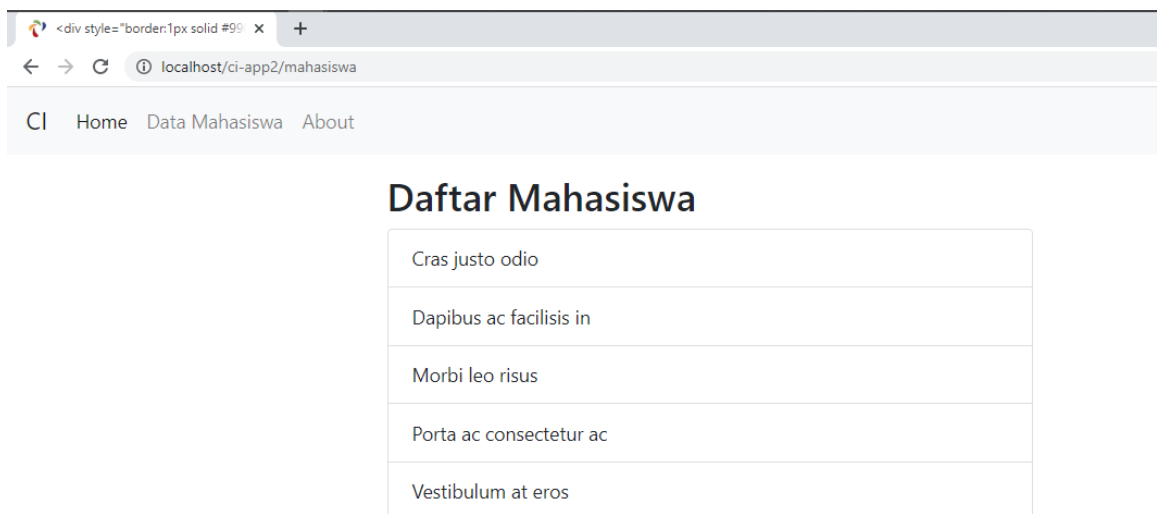 <div style="border:1px solid #99
localhost/ci-app2/mahasiswa
CI Home Data Mahasiswa About
Daftar Mahasiswa
Cras justo odio
Dapibus ac facilisis in
Morbi leo risus
Porta ac consectetur ac
Vestibulum at eros